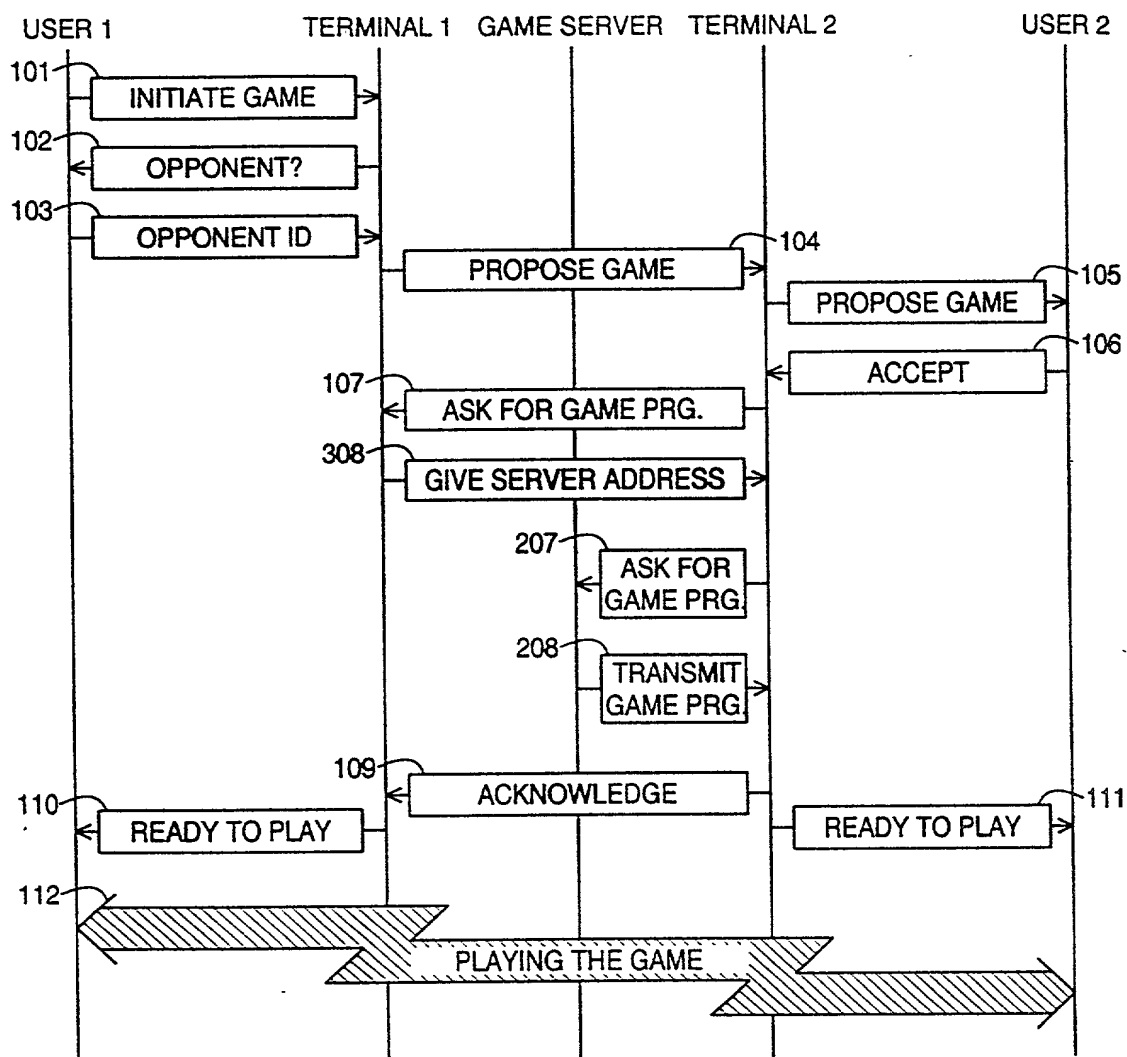 USER 1 TERMINAL 1 GAME SERVER TERMINAL 2 USER 2
101
INITIATE GAME
102
OPPONENT?
103
OPPONENT ID
104
PROPOSE GAME
105
PROPOSE GAME
106
ACCEPT
107
ASK FOR GAME PRG.
308
GIVE SERVER ADDRESS
207
ASK FOR
GAME PRG.
208
TRANSMIT
GAME PRG.
109
ACKNOWLEDGE
110
READY TO PLAY
111
READY TO PLAY
112
PLAYING THE GAME